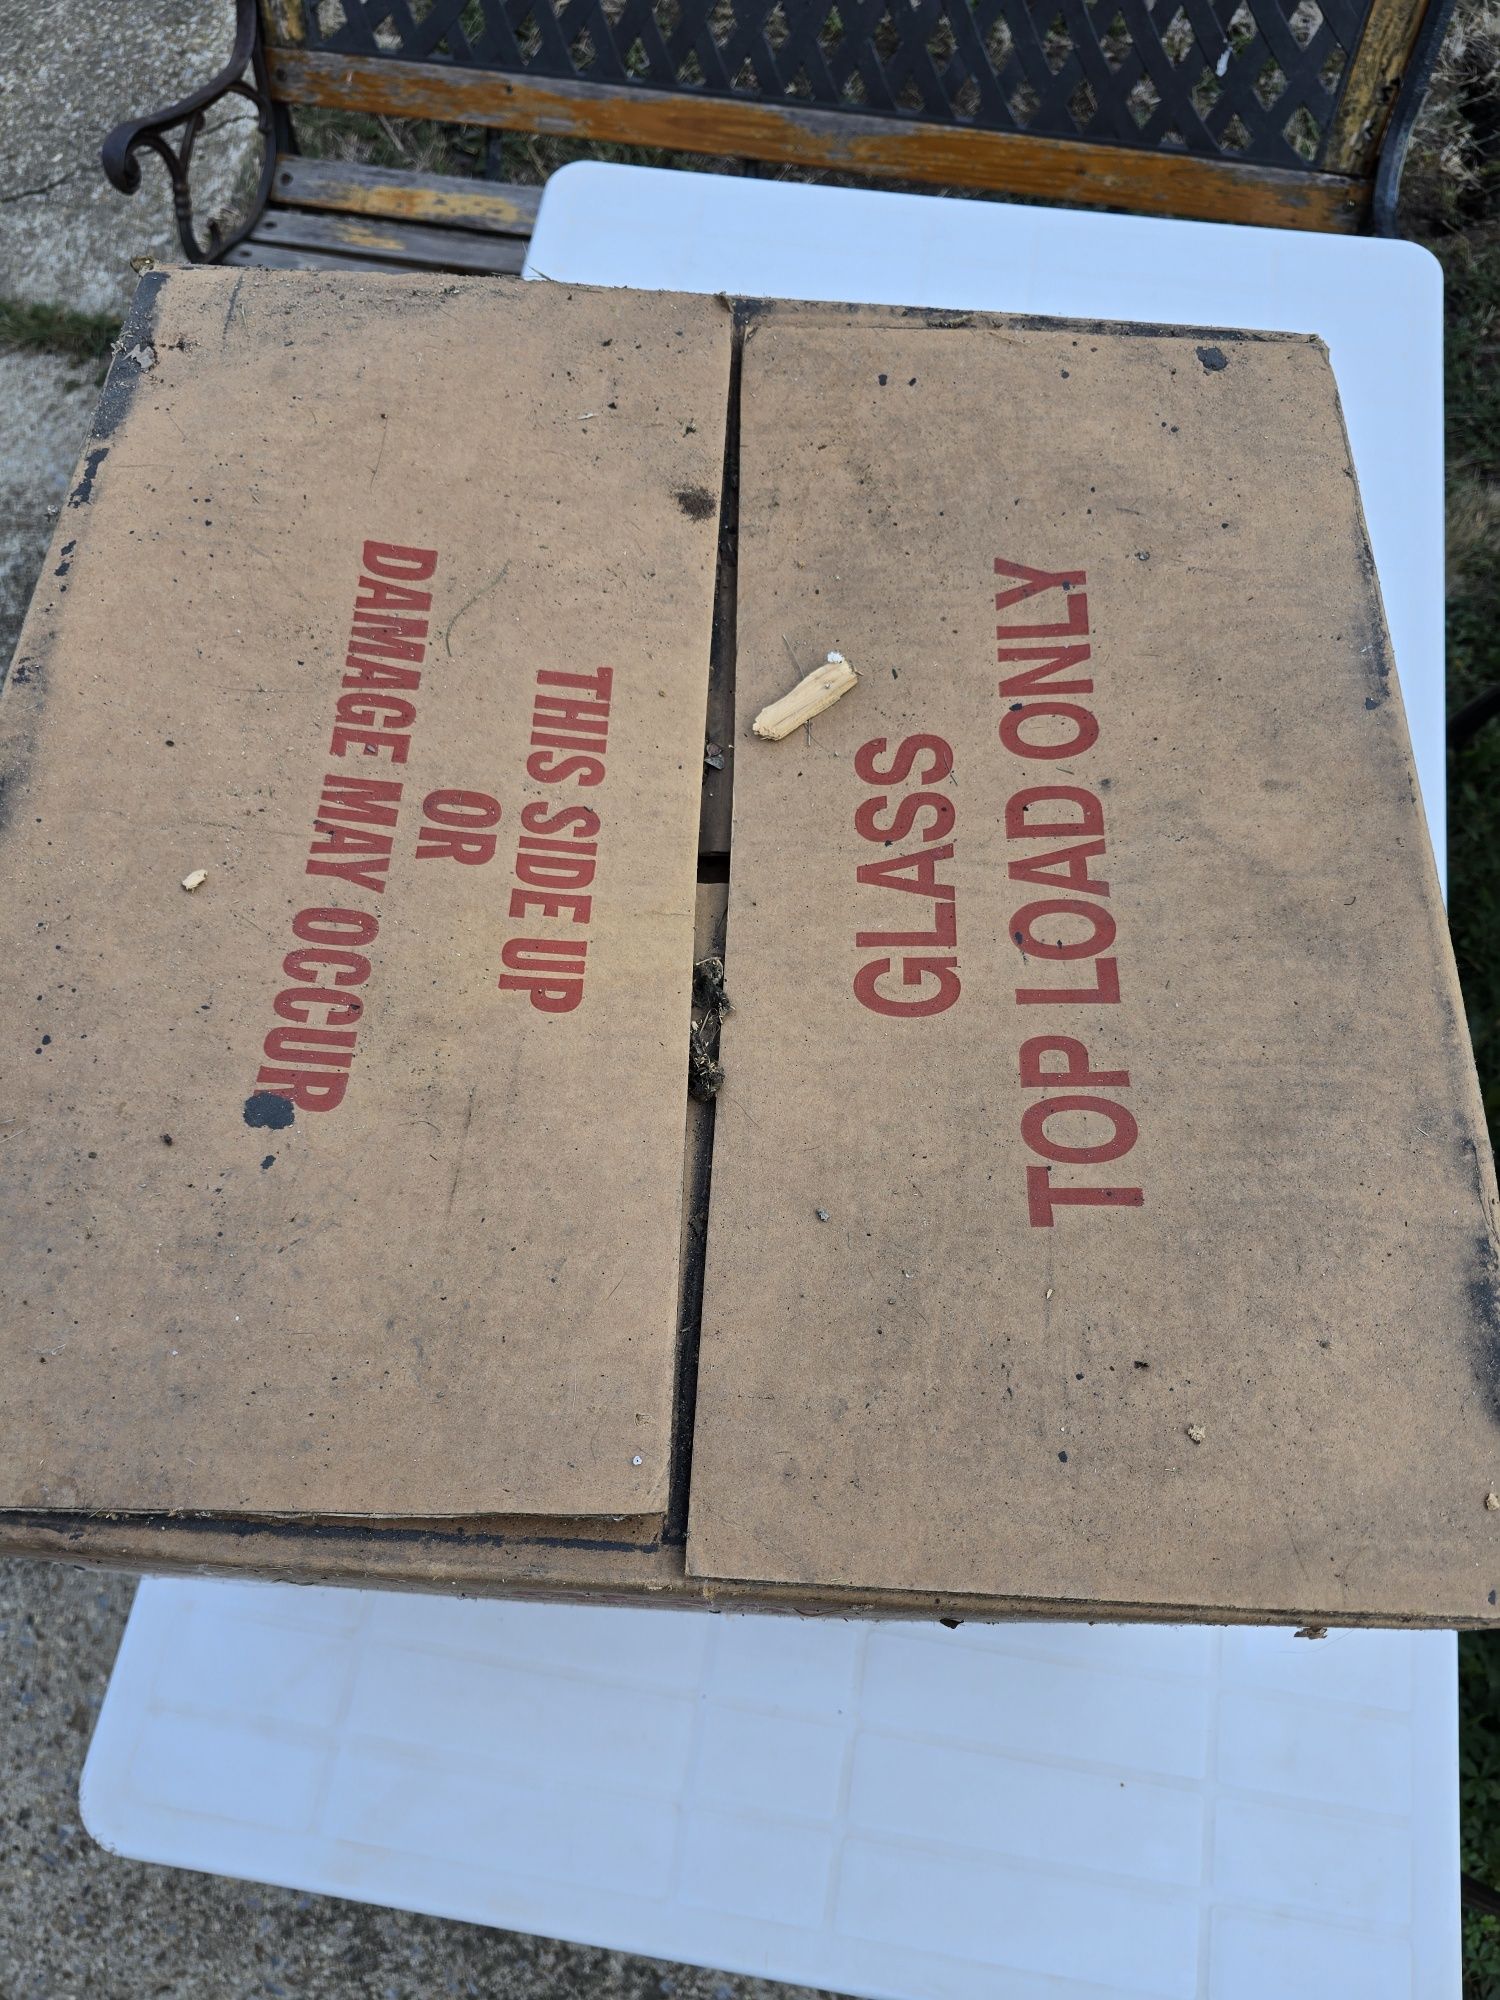 THIS SIDE UP
OR
DAMAGE MAY OCCUR
GLASS
TOP LOAD ONLY